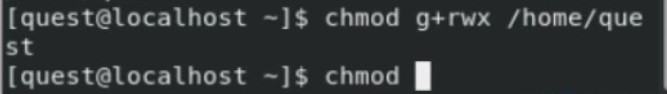 [quest@localhost ~]$ chmod g+rwx /home/que
st
[quest@localhost ~]$ chmod